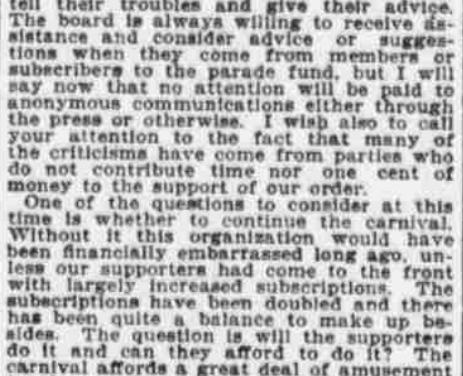 tell their troubles and give their advice.
The board is always willing to receive as-
sistance and consider advice or sugges-
tions when they come from members or
subscribers to the parade fund, but I will
say now that no attention will be paid to
anonymous communications either through
the press or otherwise. I wish also to call
your attention to the fact that many of
the criticisms have come from parties who
do not contribute time nor one cent of
money to the support of our order.
One of the questions to consider at this
time is whether to continue the carnival.
Without it this organization would have
been financially embarrassed long ago, un-
less our supporters had come to the front
with largely increased subscriptions. The
subscriptions have been doubled and there
has been quite a balance to make up be-
sides. The question is will the supporters
do it and can they afford to do it? The
carnival affords a great deal of amusement